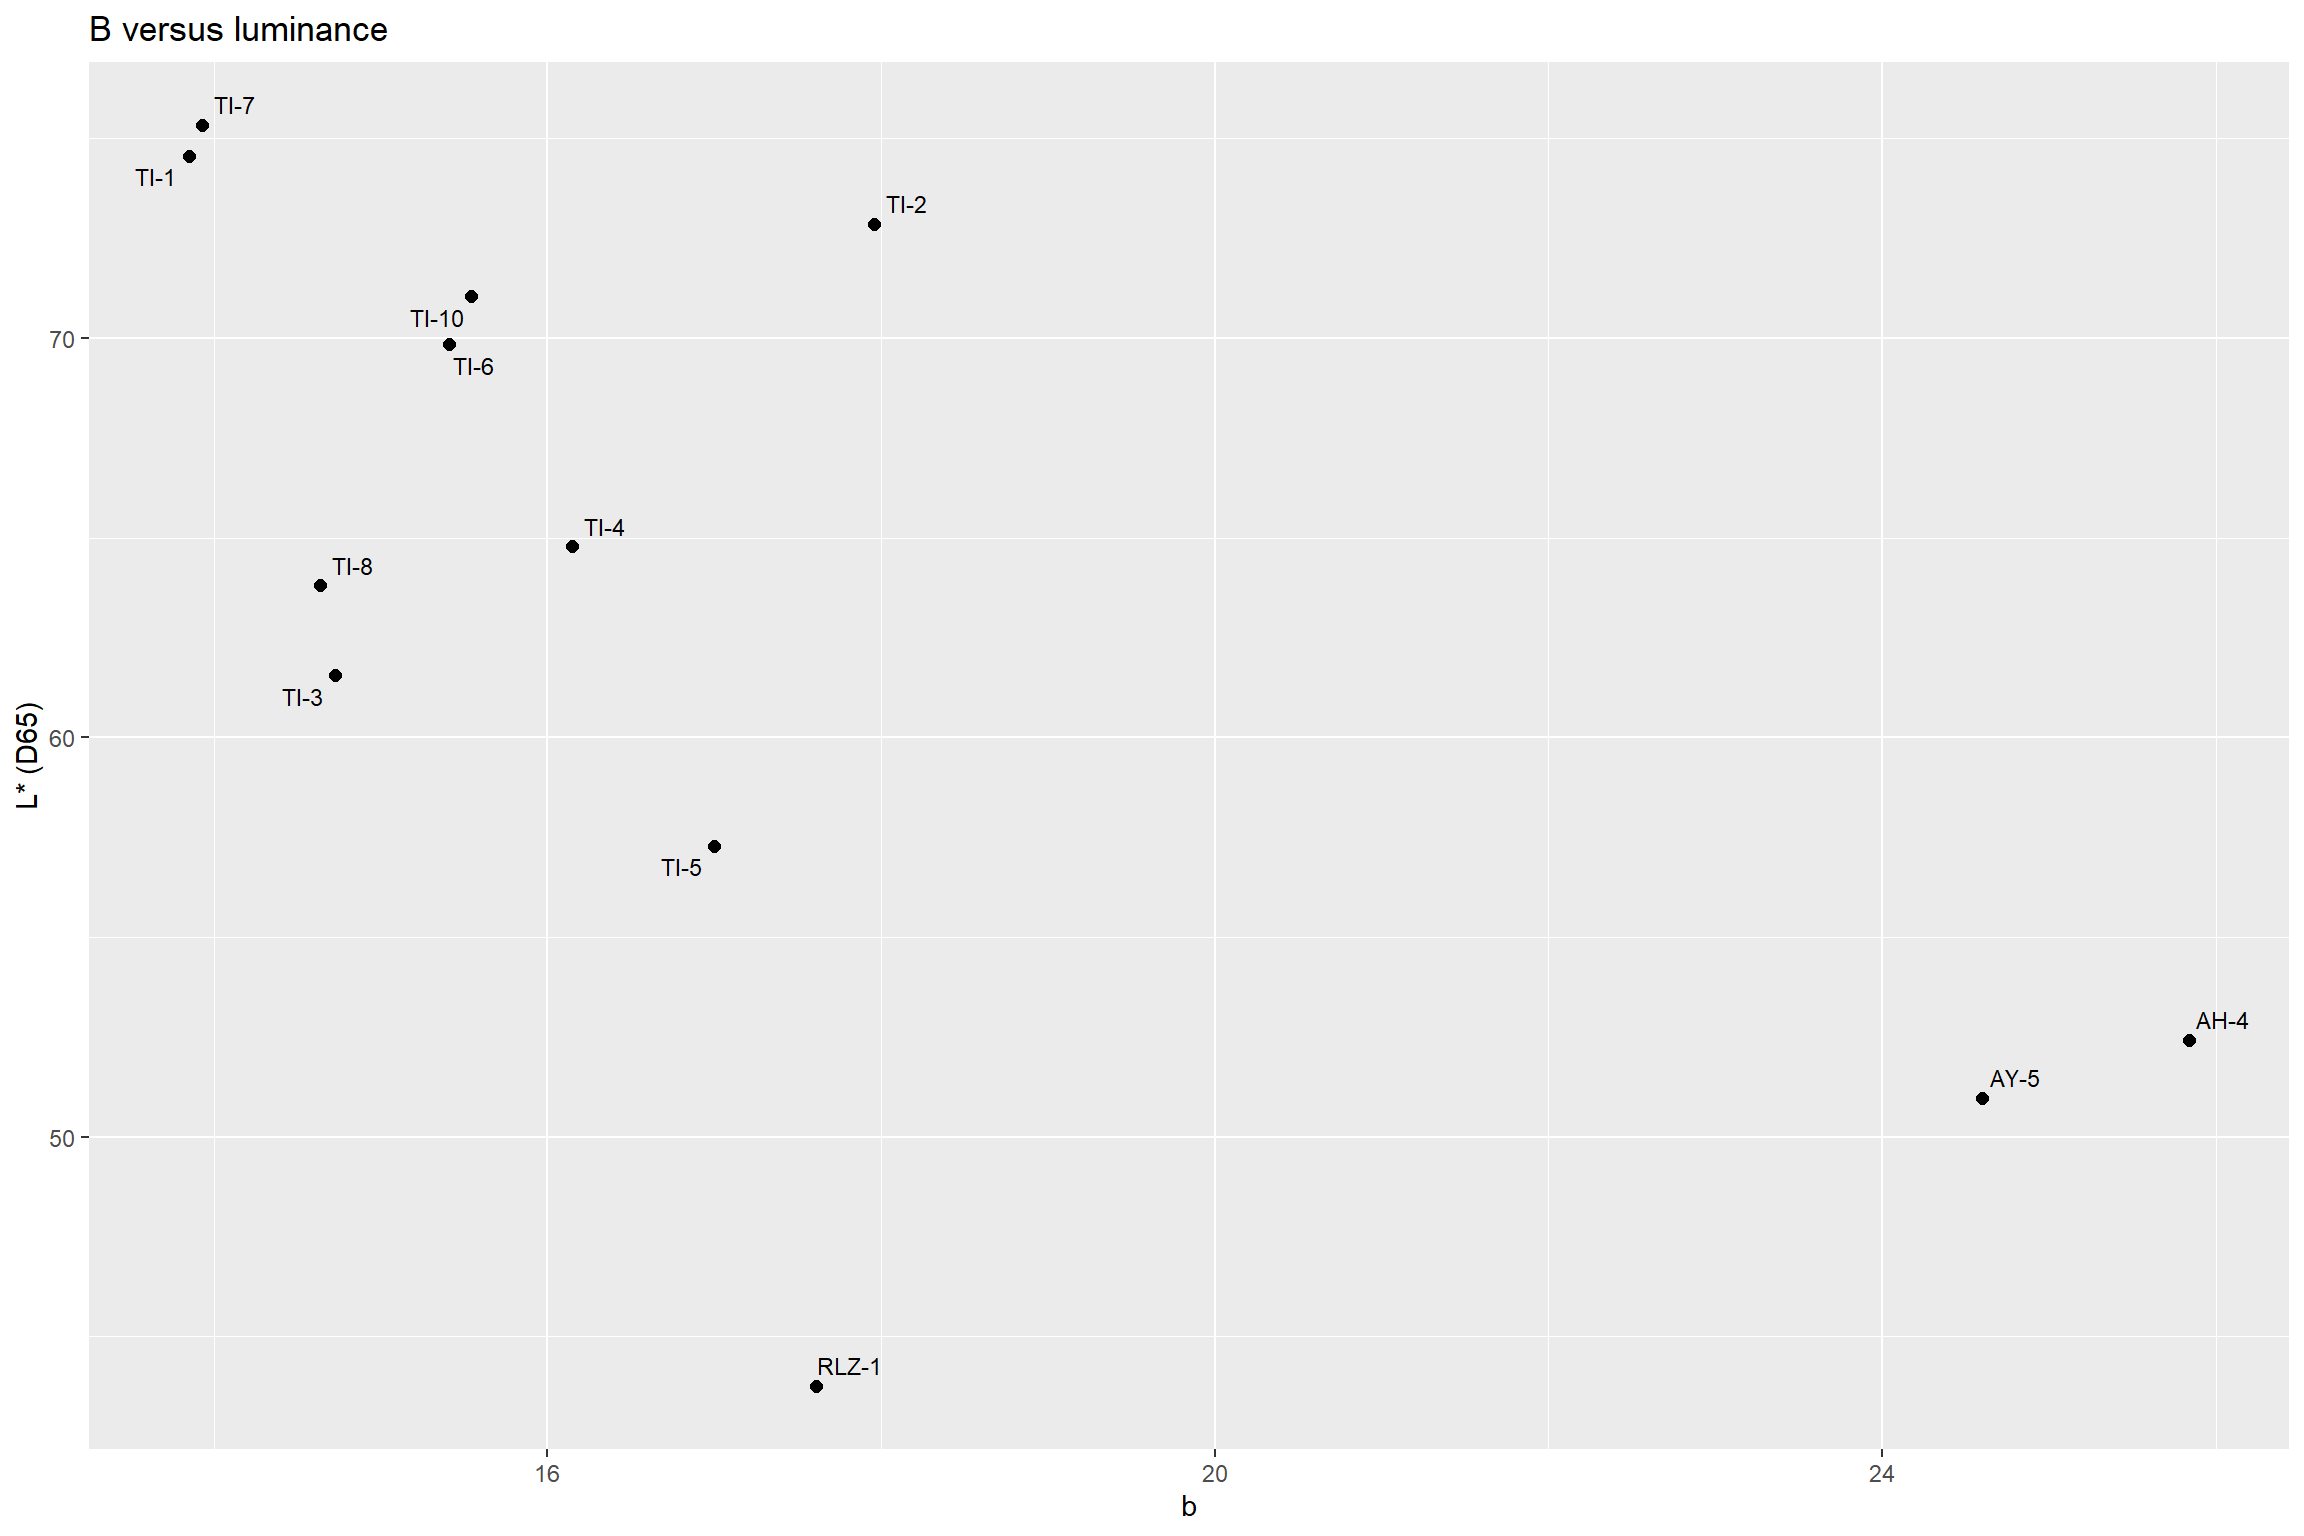 B versus luminance
TI-7
TI-1
TI-2
TI-10
70
TI-6
TI-4
TI-8
TI-3
L* (D65)
60
TI-5
AH-4
AY-5
50
RLZ-1
16
20
24
b